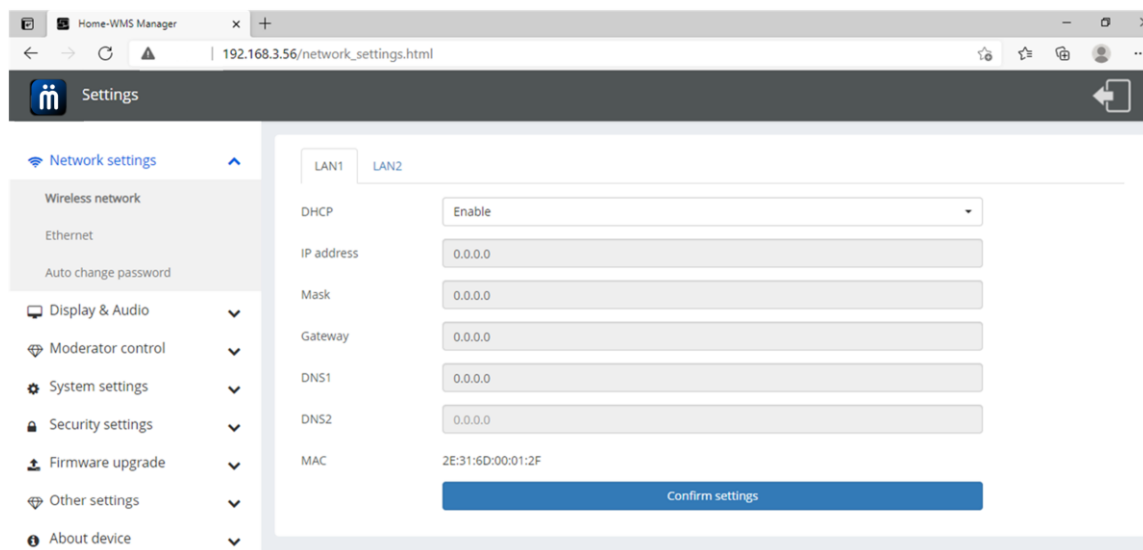 Home-WMS Manager
192.168.3.56/network_settings.html
m̈ Settings
Network settings
Wireless network
Ethernet
Auto change password
Display & Audio
Moderator control
System settings
Security settings
Firmware upgrade
Other settings
About device
LAN1 LAN2
DHCP Enable
IP address 0.0.0.0
Mask 0.0.0.0
Gateway 0.0.0.0
DNS1 0.0.0.0
DNS2 0.0.0.0
MAC 2E:31:6D:00:01:2F
Confirm settings